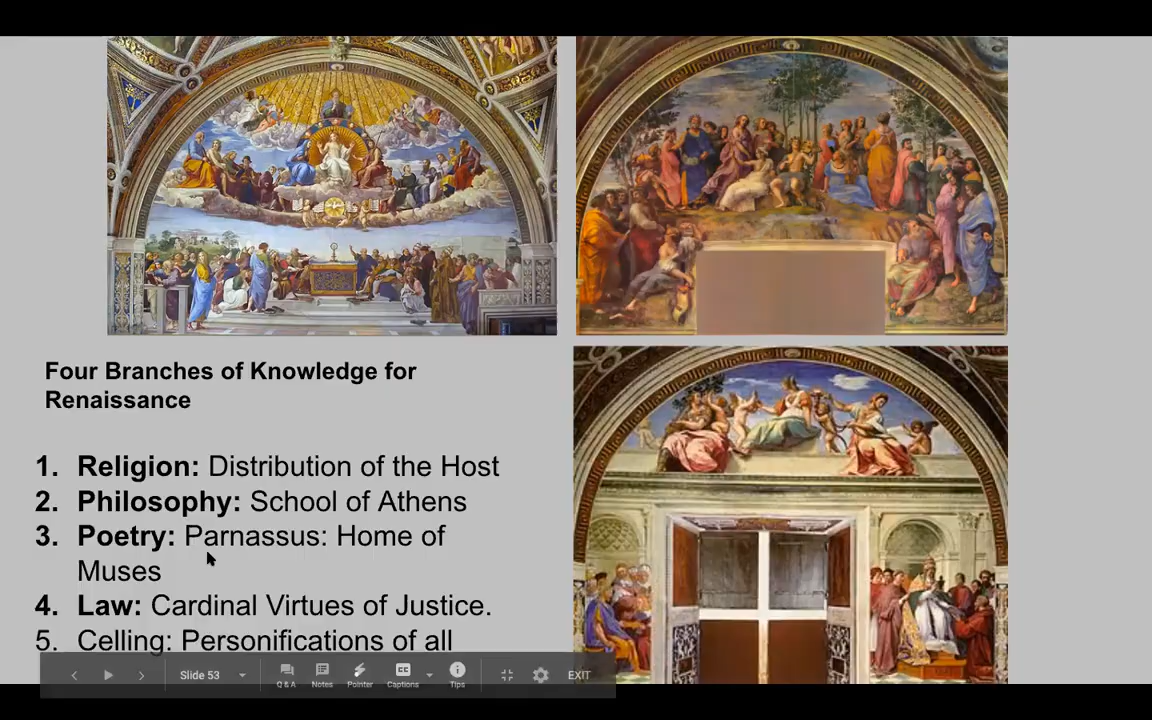 Four Branches of Knowledge for
Renaissance
1. Religion: Distribution of the Host
2. Philosophy: School of Athens
3. Poetry: Parnassus: Home of
Muses
4. Law: Cardinal Virtues of Justice.
5. Celling: Personifications of all
Slide 53
Q & A
Notes
Pointer
Captions
Tips
EXIT